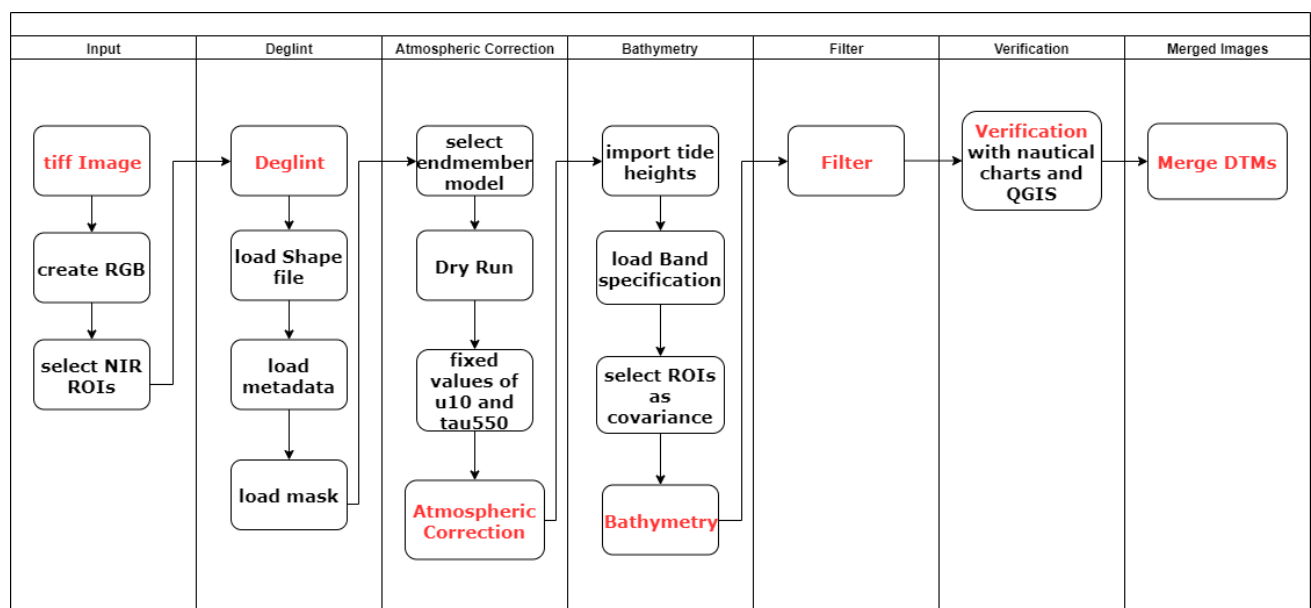 Input
Deglint
Atmospheric Correction
Bathymetry
Filter
Verification
Merged Images
tiff Image
create RGB
select NIR
ROIs
Deglint
load Shape
file
load
metadata
load mask
select
endmember
model
Dry Run
fixed
values of
u10 and
tau550
Atmospheric
Correction
import tide
heights
load Band
specification
select ROIs
as
covariance
Bathymetry
Filter
Verification
with nautical
charts and
QGIS
Merge DTMs